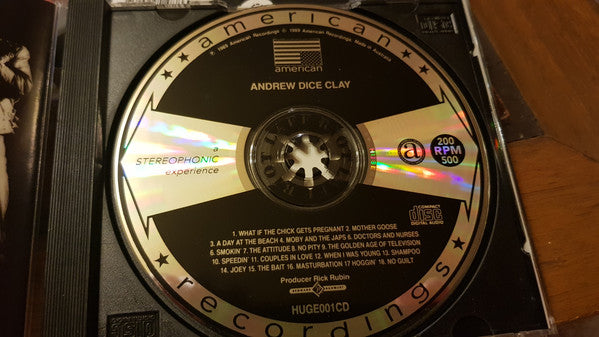 american
℗ 1989 American Recordings © 1989 American Recordings. Made in Australia
american
ANDREW DICE CLAY
a
STEREOPHONIC
experience
a
200
RPM
500
COMPACT
disc
DIGITAL AUDIO
1. WHAT IF THE CHICK GETS PREGNANT 2. MOTHER GOOSE
3. A DAY AT THE BEACH 4. MOBY AND THE JAPS 5. DOCTORS AND NURSES
6. SMOKIN' 7. THE ATTITUDE 8. NO PITY 9. THE GOLDEN AGE OF TELEVISION
10. SPEEDIN' 11. COUPLES IN LOVE 12. WHEN I WAS YOUNG 13. SHAMPOO
14. JOEY 15. THE BAIT 16. MASTURBATION 17 HOGGIN' 18. NO GUILT
Producer Rick Rubin
HUGE001CD
recordings